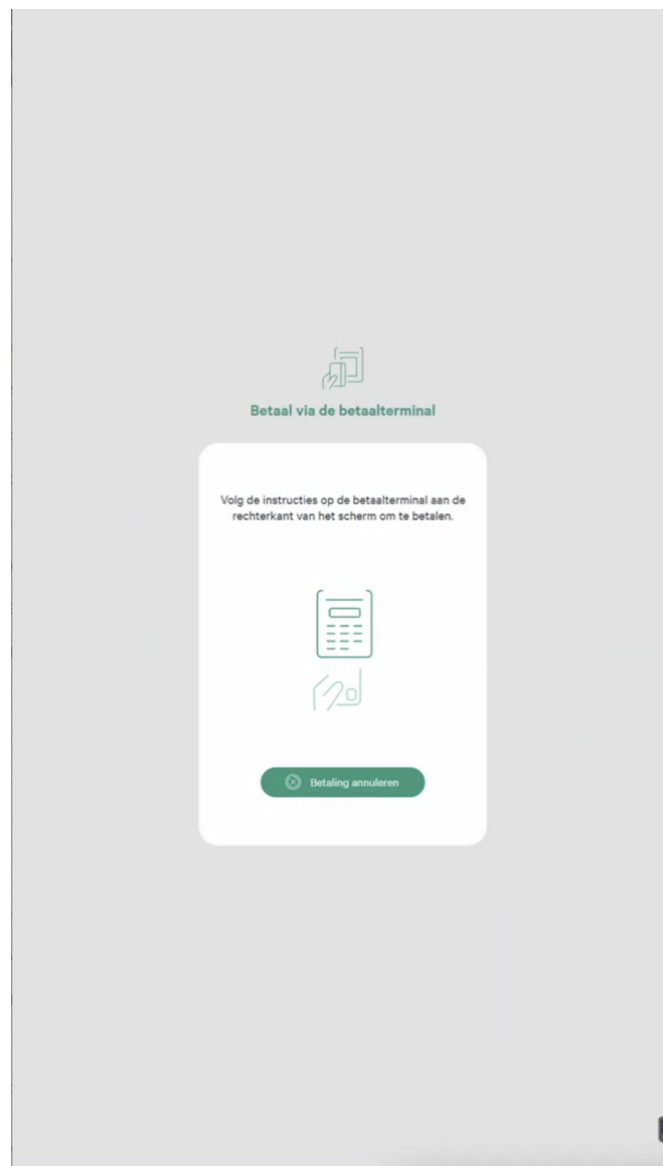 Betaal via de betaalterminal
Volg de instructies op de betaalterminal aan de
rechterkant van het scherm om te betalen.
Betaling annuleren